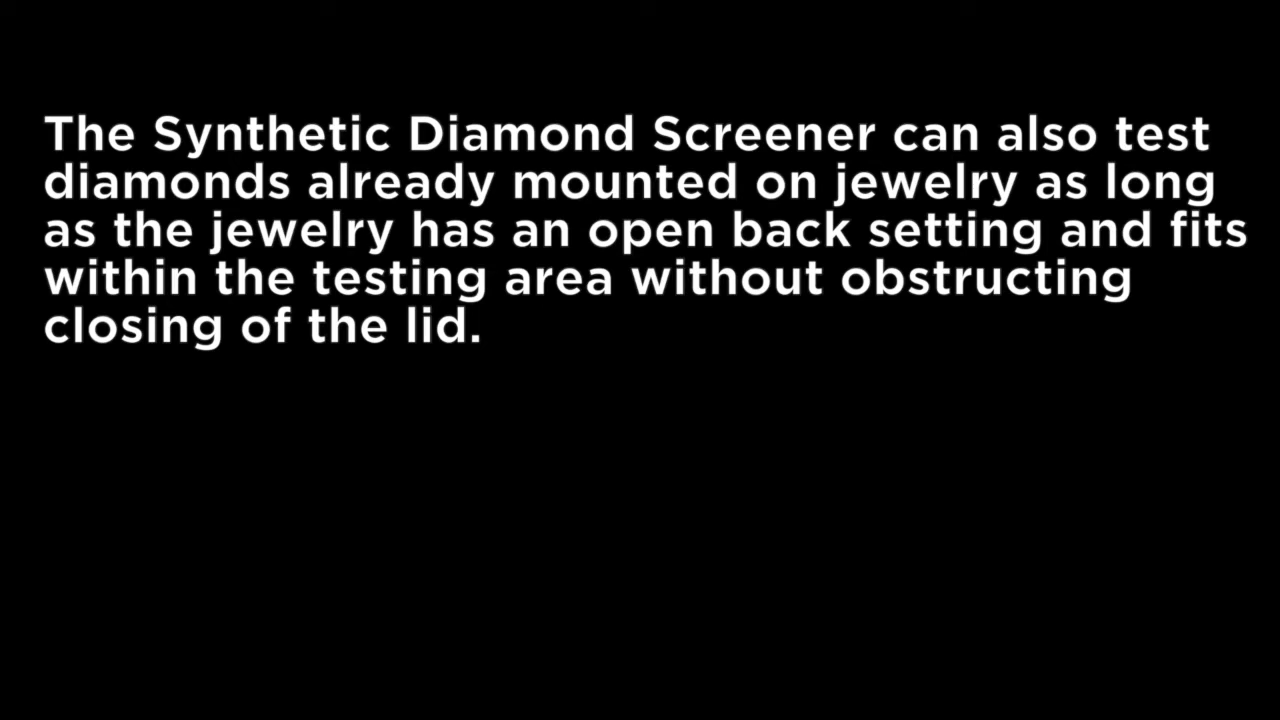 The Synthetic Diamond Screener can also test
diamonds already mounted on jewelry as long
as the jewelry has an open back setting and fits
within the testing area without obstructing
closing of the lid.